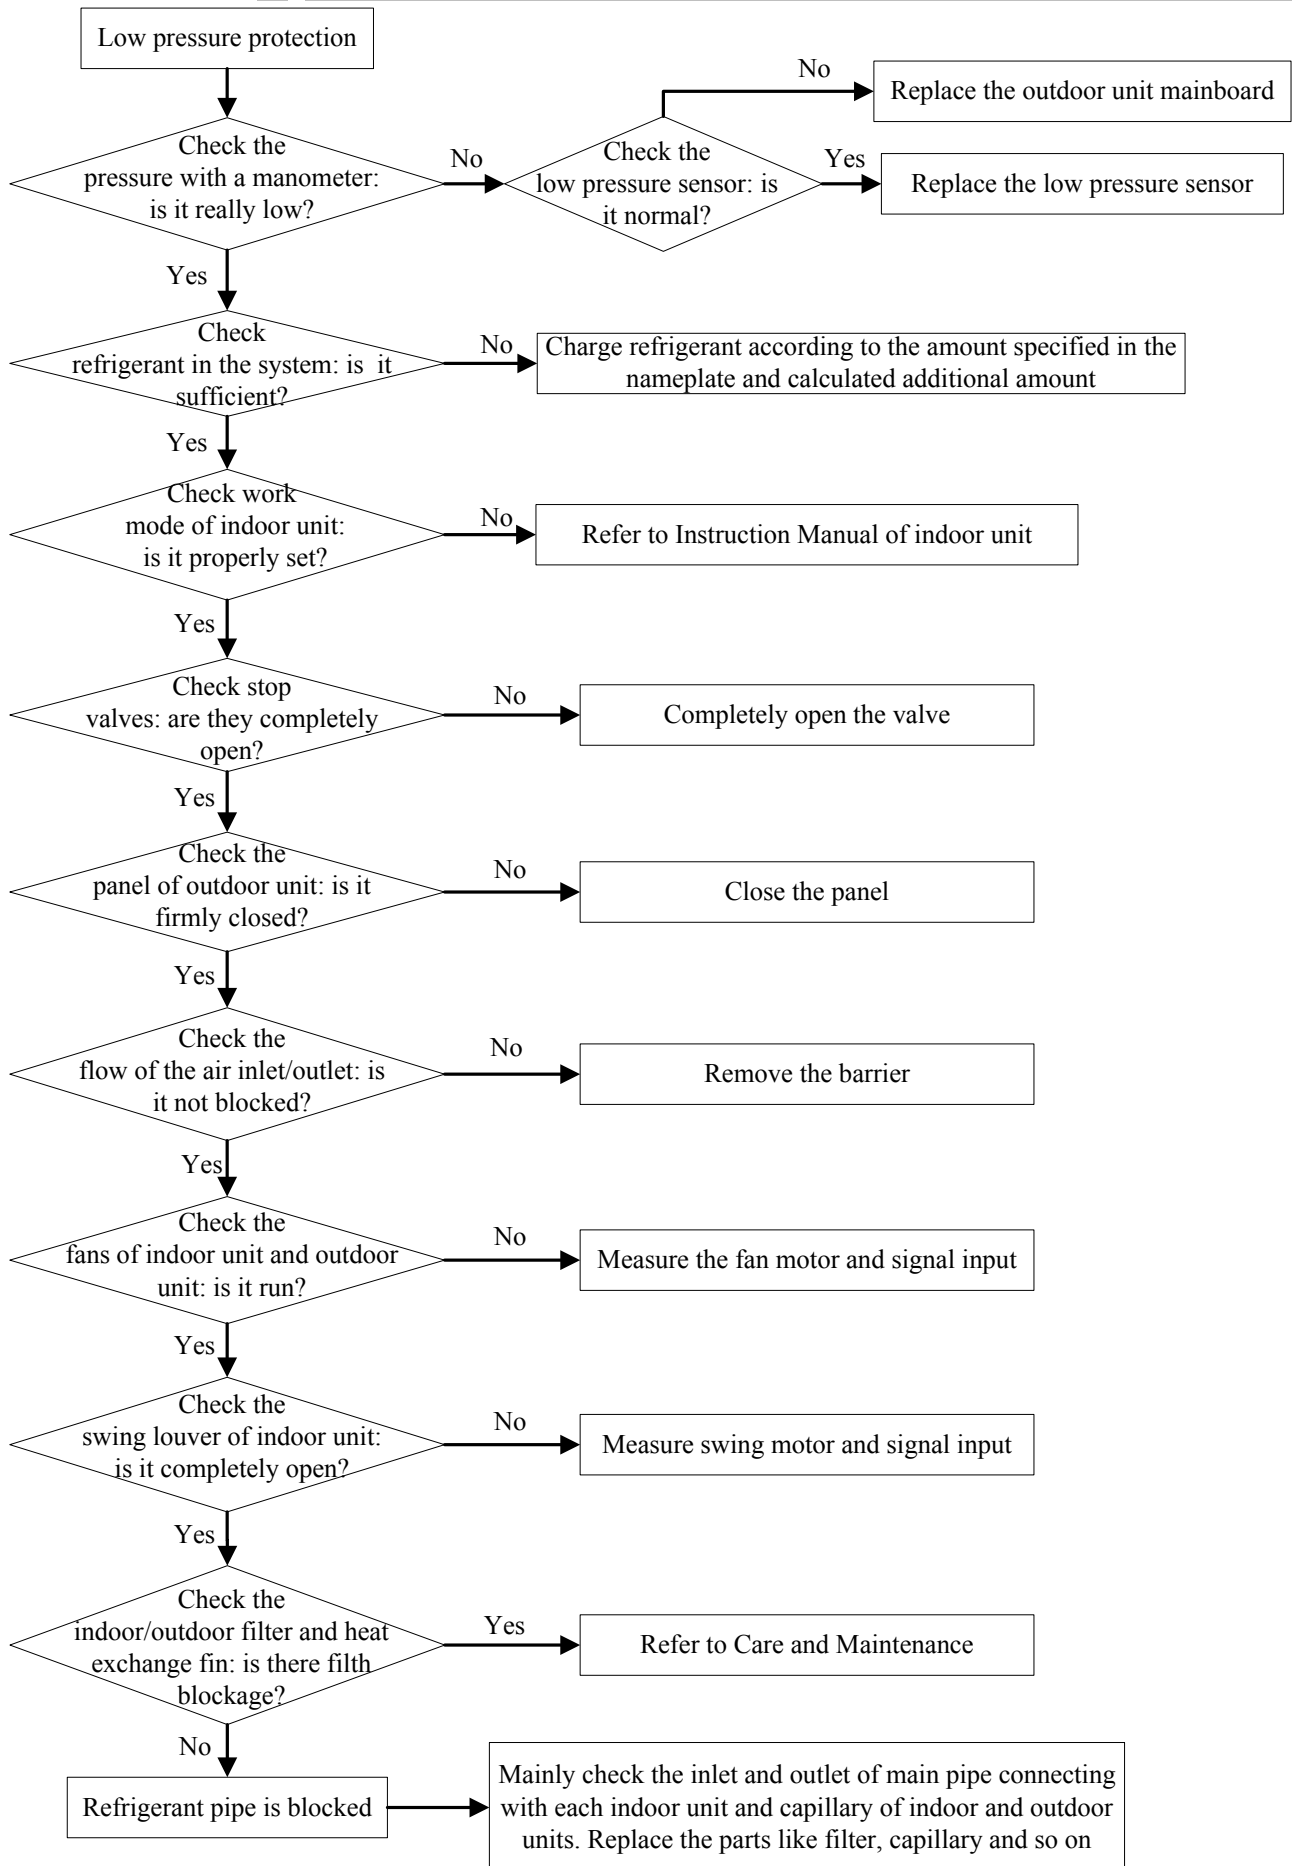 Low pressure protection
No
Replace the outdoor unit mainboard
Check the
pressure with a manometer:
is it really low?
No
Check the
low pressure sensor: is
it normal?
Yes
Replace the low pressure sensor
Yes
Check
refrigerant in the system: is it
sufficient?
No
Charge refrigerant according to the amount specified in the
nameplate and calculated additional amount
Yes
Check work
mode of indoor unit:
is it properly set?
No
Refer to Instruction Manual of indoor unit
Yes
Check stop
valves: are they completely
open?
No
Completely open the valve
Yes
Check the
panel of outdoor unit: is it
firmly closed?
No
Close the panel
Yes
Check the
flow of the air inlet/outlet: is
it not blocked?
No
Remove the barrier
Yes
Check the
fans of indoor unit and outdoor
unit: is it run?
No
Measure the fan motor and signal input
Yes
Check the
swing louver of indoor unit:
is it completely open?
No
Measure swing motor and signal input
Yes
Check the
indoor/outdoor filter and heat
exchange fin: is there filth
blockage?
Yes
Refer to Care and Maintenance
No
Refrigerant pipe is blocked
Mainly check the inlet and outlet of main pipe connecting
with each indoor unit and capillary of indoor and outdoor
units. Replace the parts like filter, capillary and so on